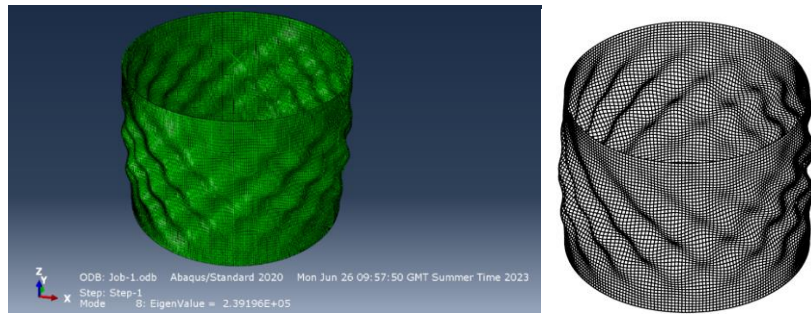 Z
Y
X
ODB: Job-1.odb Abaqus/Standard 2020 Mon Jun 26 09:57:50 GMT Summer Time 2023
Step: Step-1
Mode 8: EigenValue = 2.39196E+05